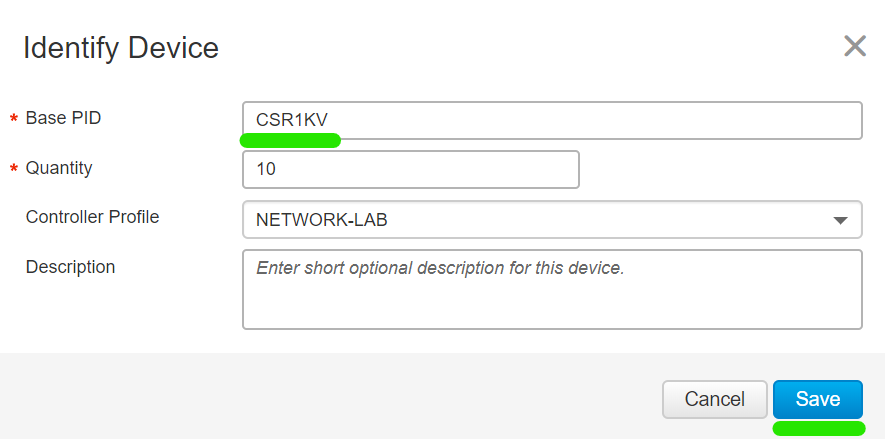 Identify Device
* Base PID
CSR1KV
* Quantity
10
Controller Profile
NETWORK-LAB
Description
Enter short optional description for this device.
Cancel
Save